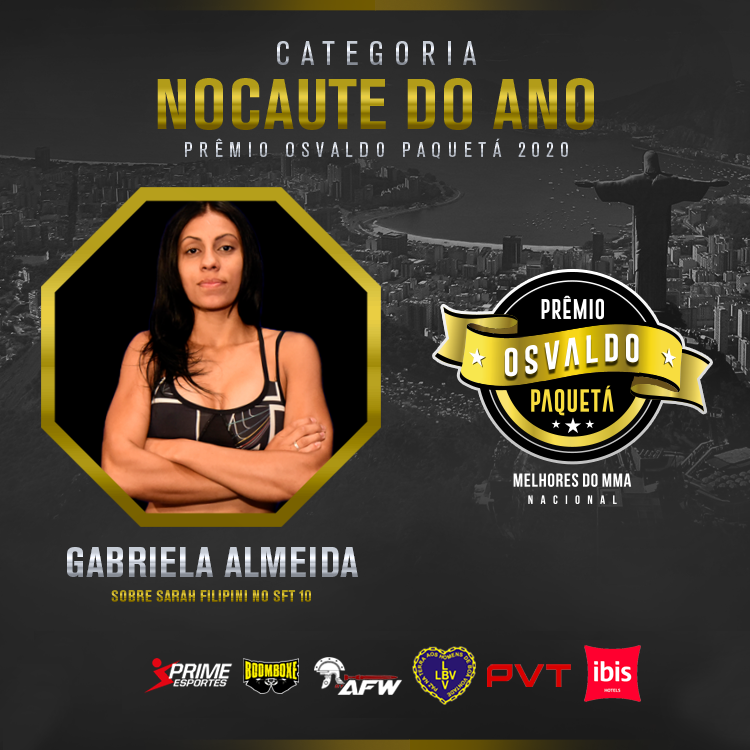 CATEGORIA
NOCAUTE DO ANO
PRÊMIO OSVALDO PAQUETÁ 2020
PRÊMIO
OSVALDO
PAQUETÁ
MELHORES DO MMA
NACIONAL
GABRIELA ALMEIDA
SOBRE SARAH FILIPINI NO SFT 10
PRIME
ESPORTES
BOOMBOXE
AFW
L
LBV
V
PVT
ibis
HOTELS